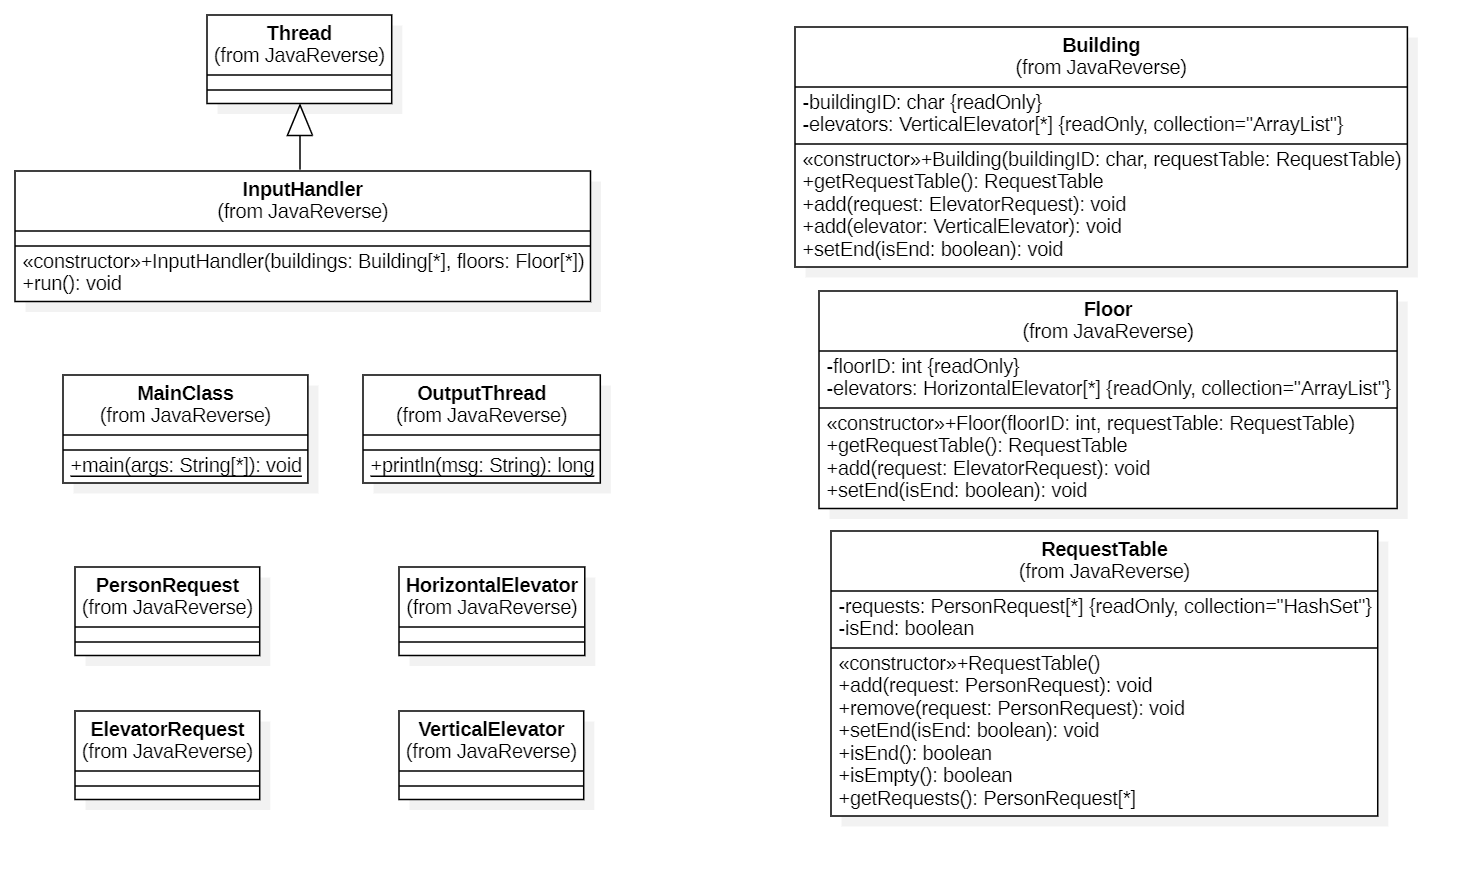 Thread
(from JavaReverse)
InputHandler
(from JavaReverse)
«constructor»+InputHandler(buildings: Building[*], floors: Floor[*])
+run(): void
MainClass
(from JavaReverse)
+main(args: String[*]): void
OutputThread
(from JavaReverse)
+println(msg: String): long
PersonRequest
(from JavaReverse)
HorizontalElevator
(from JavaReverse)
ElevatorRequest
(from JavaReverse)
VerticalElevator
(from JavaReverse)
Building
(from JavaReverse)
-buildingID: char {readOnly}
-elevators: VerticalElevator[*] {readOnly, collection="ArrayList"}
«constructor»+Building(buildingID: char, requestTable: RequestTable)
+getRequestTable(): RequestTable
+add(request: ElevatorRequest): void
+add(elevator: VerticalElevator): void
+setEnd(isEnd: boolean): void
Floor
(from JavaReverse)
-floorID: int {readOnly}
-elevators: HorizontalElevator[*] {readOnly, collection="ArrayList"}
«constructor»+Floor(floorID: int, requestTable: RequestTable)
+getRequestTable(): RequestTable
+add(request: ElevatorRequest): void
+setEnd(isEnd: boolean): void
RequestTable
(from JavaReverse)
-requests: PersonRequest[*] {readOnly, collection="HashSet"}
-isEnd: boolean
«constructor»+RequestTable()
+add(request: PersonRequest): void
+remove(request: PersonRequest): void
+setEnd(isEnd: boolean): void
+isEnd(): boolean
+isEmpty(): boolean
+getRequests(): PersonRequest[*]